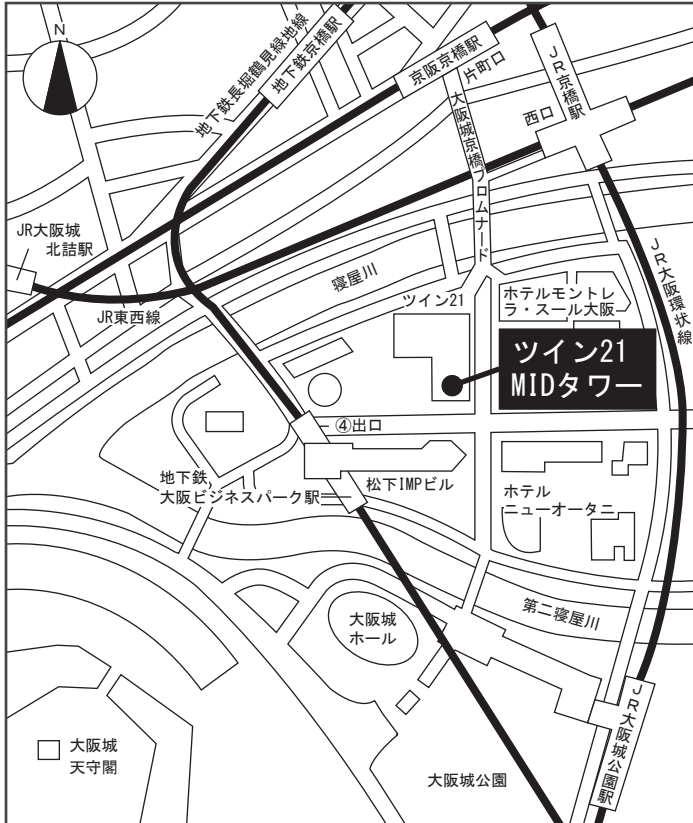 N
地下鉄長堀鶴見緑地線
地下鉄京橋駅
京阪京橋駅
片町口
JR京橋駅
西口
大阪城京橋プロムナード
JR大阪城
北詰駅
JR東西線
寝屋川
ツイン21
ホテルモントレ
ラ・スール大阪
JR大阪環状線
ツイン21
MIDタワー
④出口
地下鉄
大阪ビジネスパーク駅
松下IMPビル
ホテル
ニューオータニ
第二寝屋川
大阪城
ホール
JR大阪城公園駅
大阪城
天守閣
大阪城公園